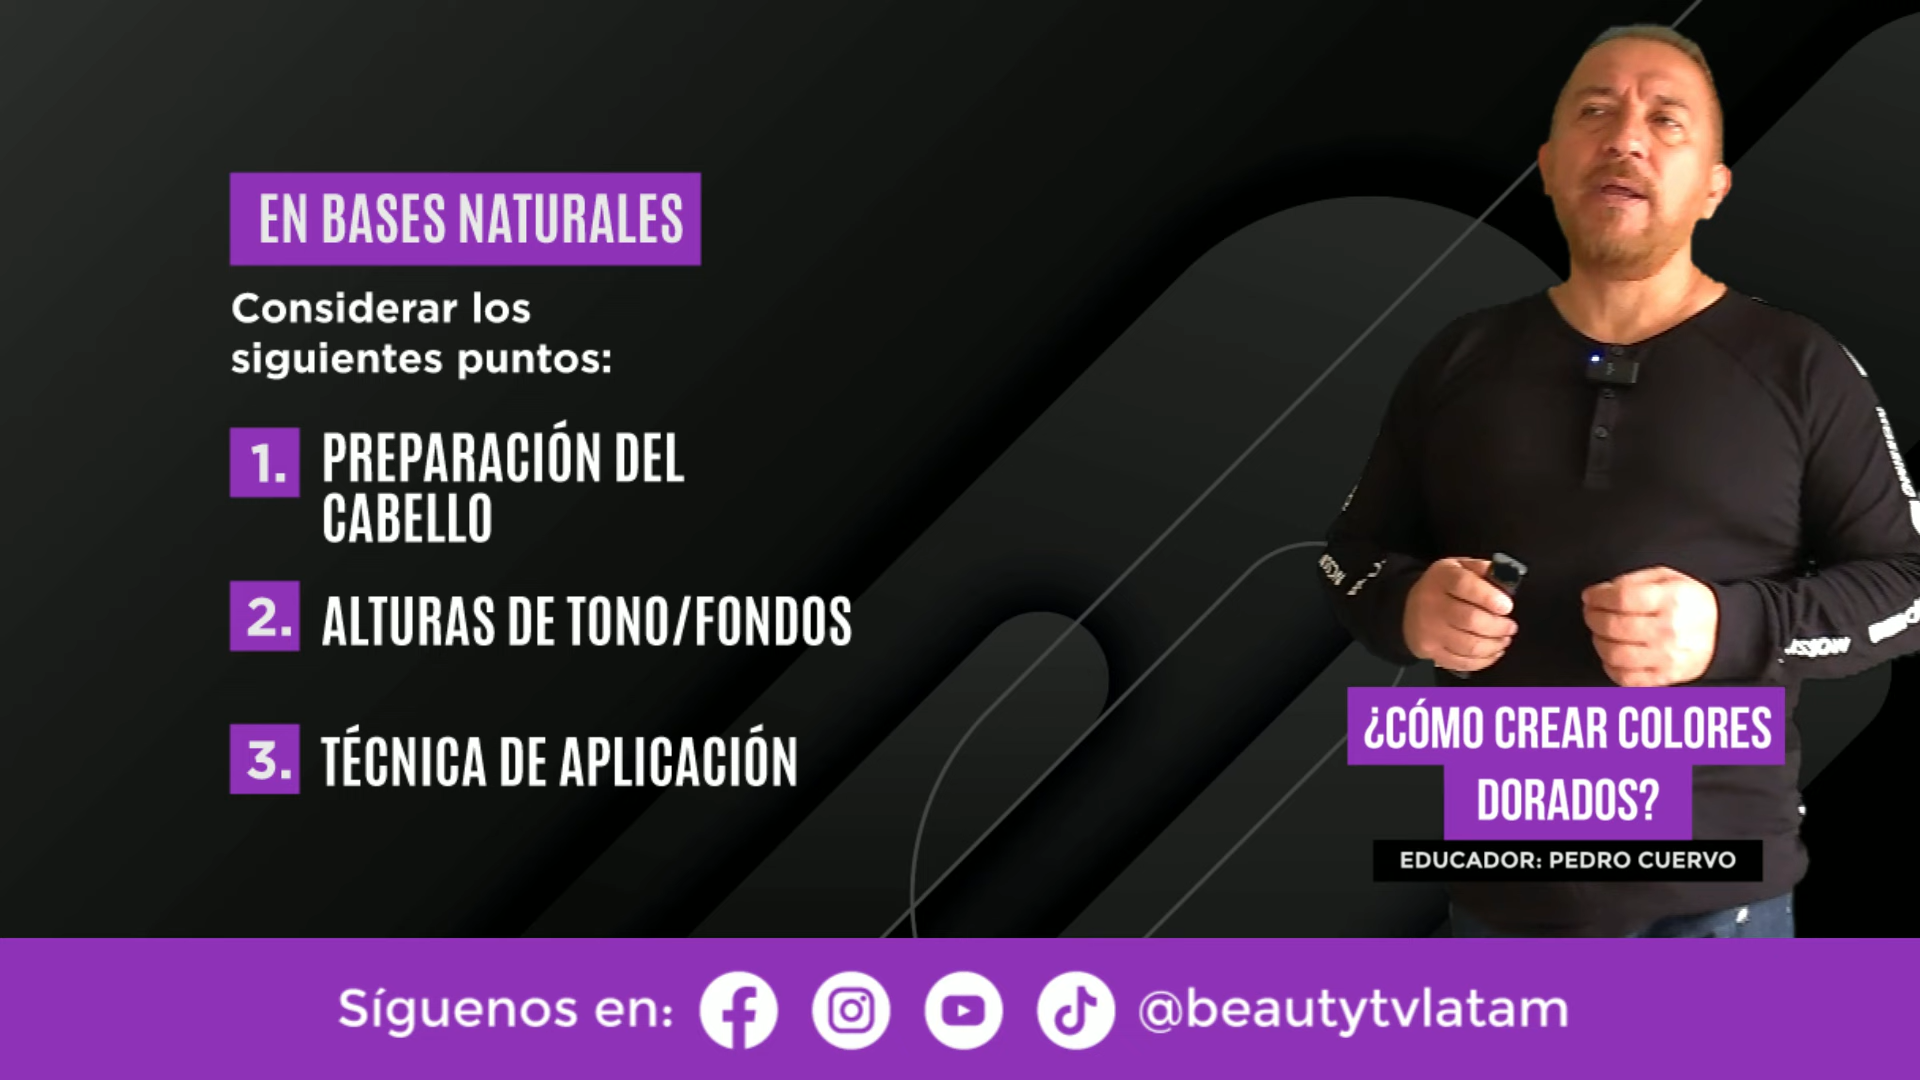 EN BASES NATURALES
Considerar los
siguientes puntos:
1. PREPARACIÓN DEL
CABELLO
2. ALTURAS DE TONO/FONDOS
3. TÉCNICA DE APLICACIÓN
¿CÓMO CREAR COLORES
DORADOS?
EDUCADOR: PEDRO CUERVO
Síguenos en: @beautytvlatam